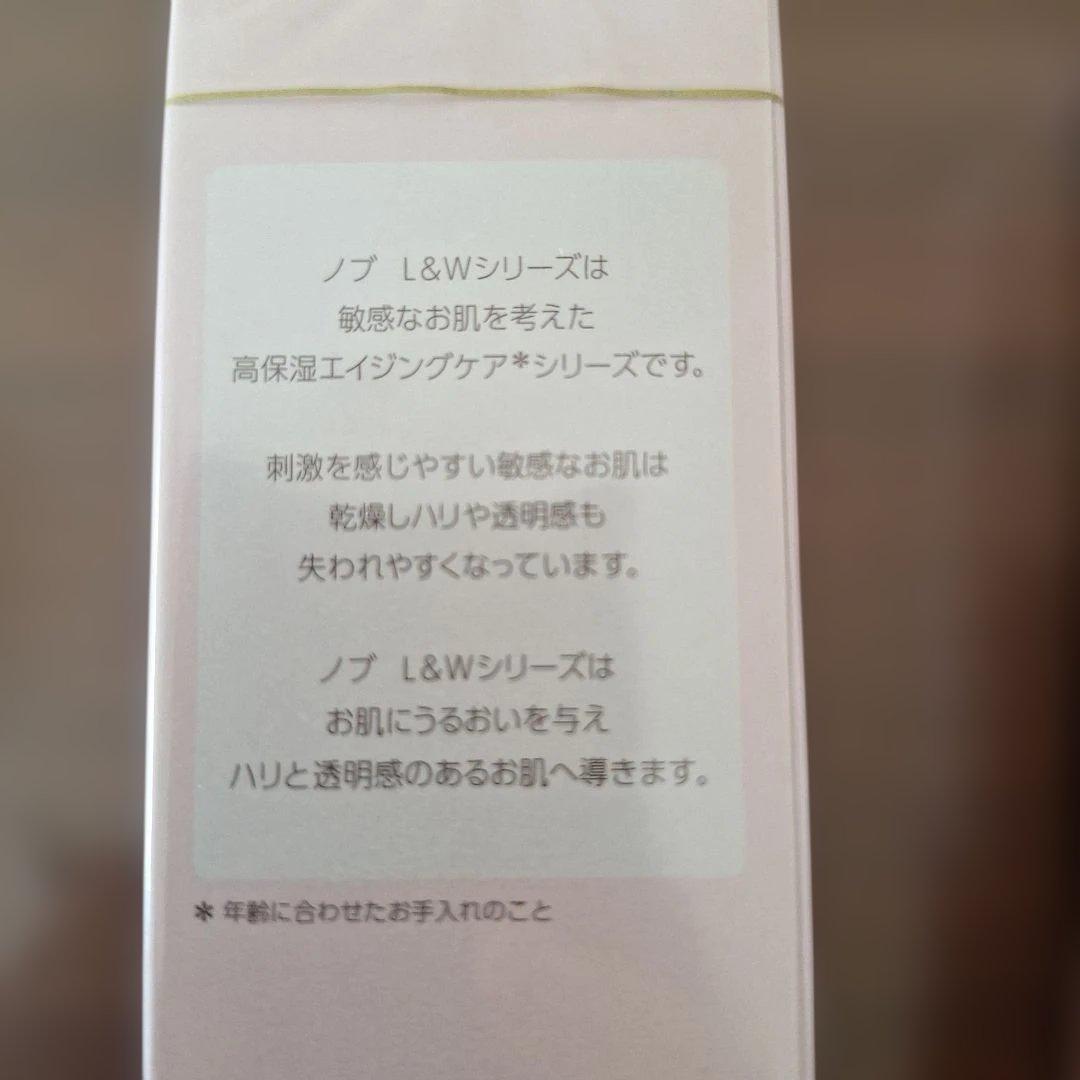 ノブ L&Wシリーズは
敏感なお肌を考えた
高保湿エイジングケア*シリーズです。
刺激を感じやすい敏感なお肌は
乾燥しハリや透明感も
失われやすくなっています。
ノブ L&Wシリーズは
お肌にうるおいを与え
ハリと透明感のあるお肌へ導きます。
* 年齢に合わせたお手入れのこと